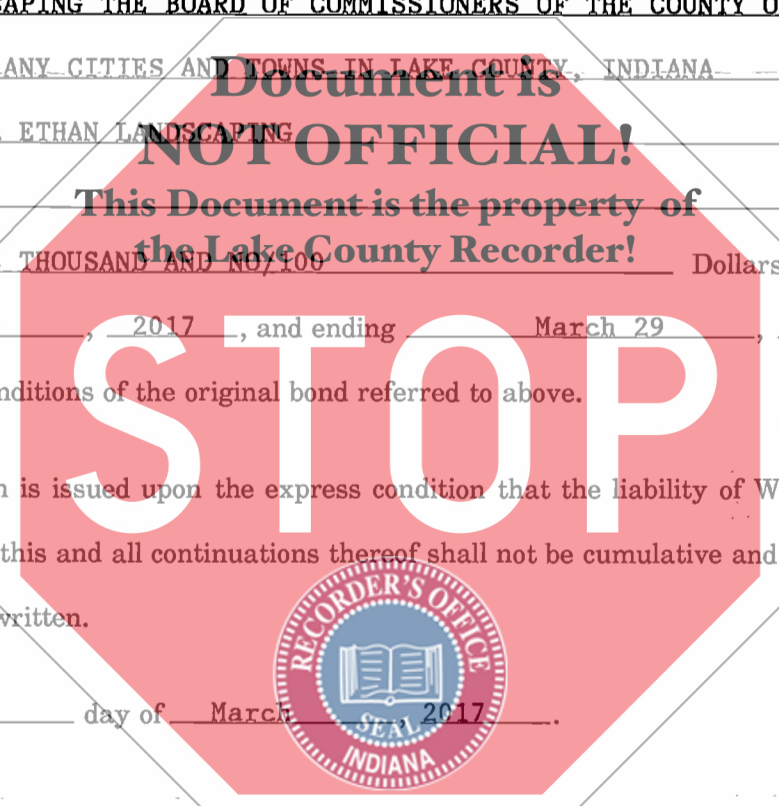 SCAPING THE BOARD OF COMMISSIONERS OF THE COUNTY O
ANY CITIES AND TOWNS IN LAKE COUNTY, INDIANA
Document is
ETHAN LANDSCAPING
NOT OFFICIAL!
This Document is the property of
the Lake County Recorder!
THOUSAND AND NO/100 Dollars
, 2017 , and ending March 29 ,
STOP
nditions of the original bond referred to above.
n is issued upon the express condition that the liability of W
this and all continuations thereof shall not be cumulative and
written.
RECORDER'S OFFICE
day of March , 2017 .
SEAL
INDIANA